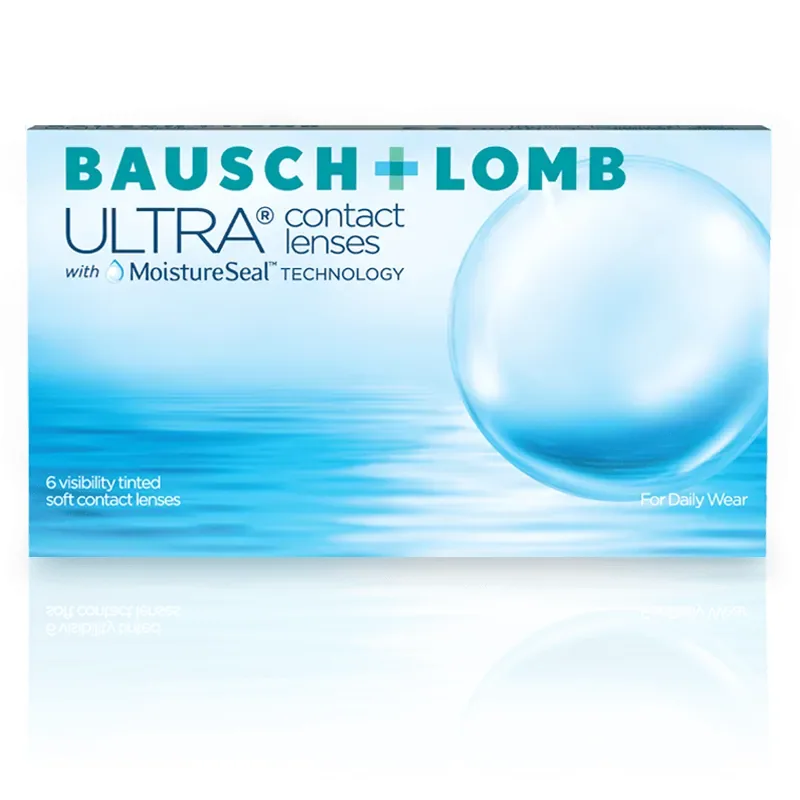 BAUSCH + LOMB
ULTRA® contact lenses
with MoistureSeal™ TECHNOLOGY
6 visibility tinted
soft contact lenses
For Daily Wear